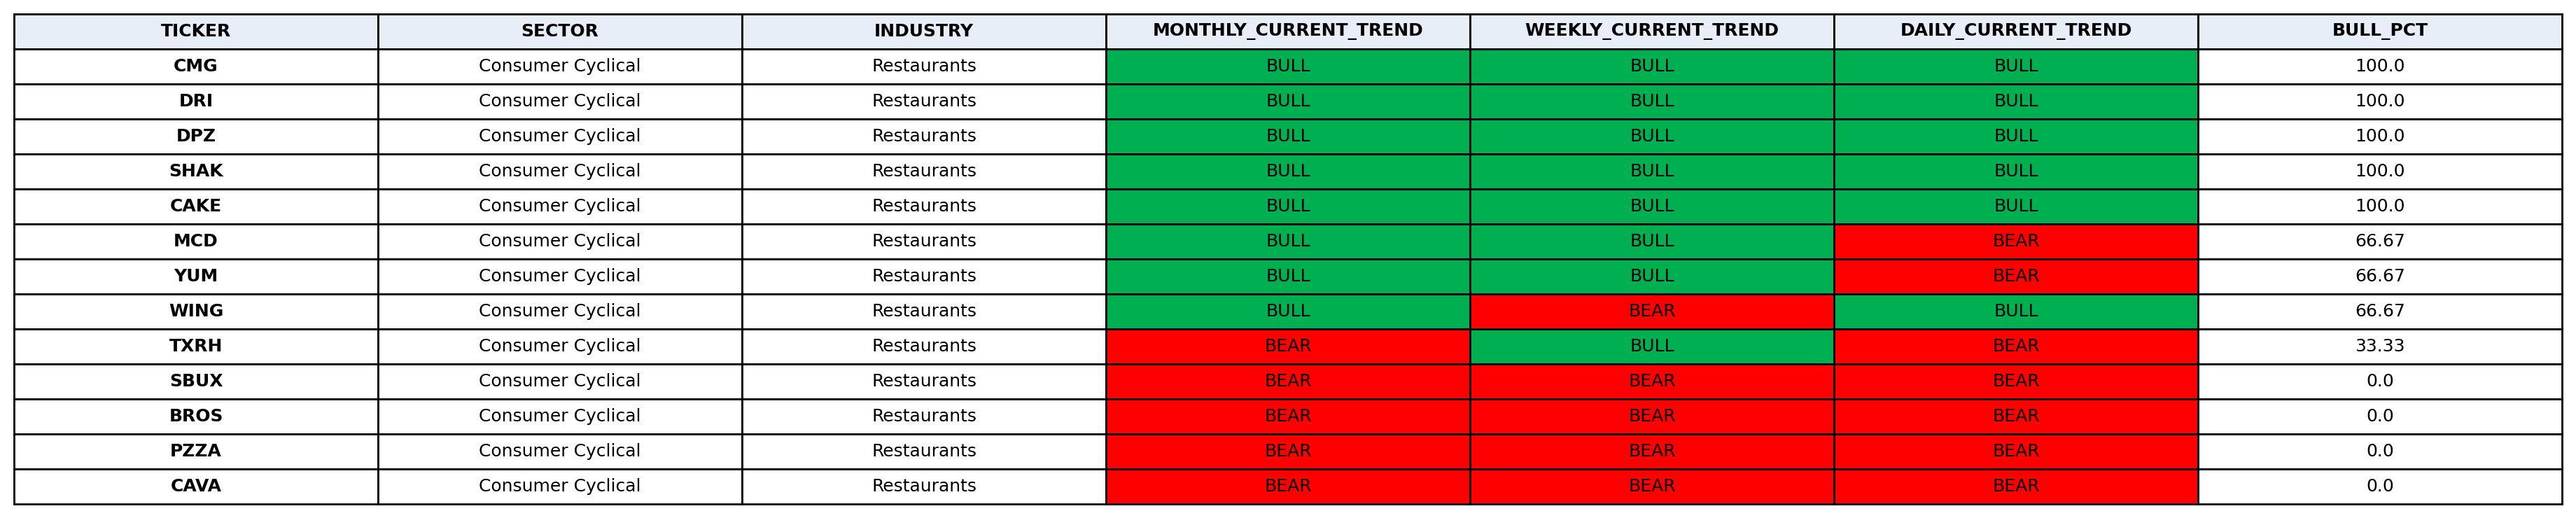 TICKER SECTOR INDUSTRY MONTHLY_CURRENT_TREND WEEKLY_CURRENT_TREND DAILY_CURRENT_TREND BULL_PCT
CMG Consumer Cyclical Restaurants BULL BULL BULL 100.0
DRI Consumer Cyclical Restaurants BULL BULL BULL 100.0
DPZ Consumer Cyclical Restaurants BULL BULL BULL 100.0
SHAK Consumer Cyclical Restaurants BULL BULL BULL 100.0
CAKE Consumer Cyclical Restaurants BULL BULL BULL 100.0
MCD Consumer Cyclical Restaurants BULL BULL BEAR 66.67
YUM Consumer Cyclical Restaurants BULL BULL BEAR 66.67
WING Consumer Cyclical Restaurants BULL BEAR BULL 66.67
TXRH Consumer Cyclical Restaurants BEAR BULL BEAR 33.33
SBUX Consumer Cyclical Restaurants BEAR BEAR BEAR 0.0
BROS Consumer Cyclical Restaurants BEAR BEAR BEAR 0.0
PZZA Consumer Cyclical Restaurants BEAR BEAR BEAR 0.0
CAVA Consumer Cyclical Restaurants BEAR BEAR BEAR 0.0